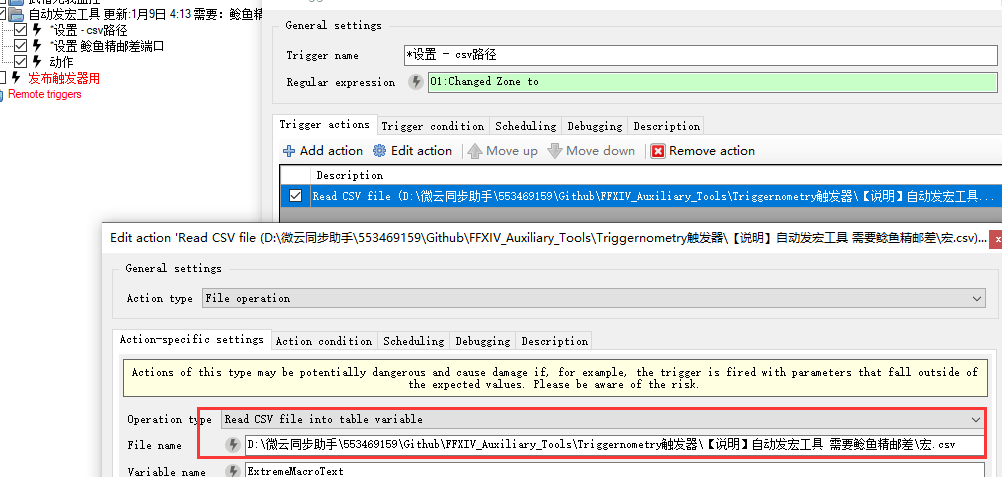 自动发宏工具 更新:1月9日 4:13 需要：鲶鱼精
*设置 - csv路径
*设置 鲶鱼精邮差端口
动作
发布触发器用
Remote triggers
General settings
Trigger name
*设置 - csv路径
Regular expression
01:Changed Zone to
Trigger actions
Trigger condition
Scheduling
Debugging
Description
Add action
Edit action
Move up
Move down
Remove action
Description
Read CSV file (D:\微云同步助手\553469159\Github\FFXIV_Auxiliary_Tools\Triggernometry触发器\【说明】自动发宏工具...
Edit action 'Read CSV file (D:\微云同步助手\553469159\Github\FFXIV_Auxiliary_Tools\Triggernometry触发器\【说明】自动发宏工具 需要鲶鱼精邮差\宏.csv)...
x
General settings
Action type
File operation
Action-specific settings
Action condition
Scheduling
Debugging
Description
Actions of this type may be potentially dangerous and cause damage if, for example, the trigger is fired with parameters that fall outside of
the expected values. Please be aware of the risk.
Operation type
Read CSV file into table variable
File name
D:\微云同步助手\553469159\Github\FFXIV_Auxiliary_Tools\Triggernometry触发器\【说明】自动发宏工具 需要鲶鱼精邮差\宏.csv
Variable name
ExtremeMacroText